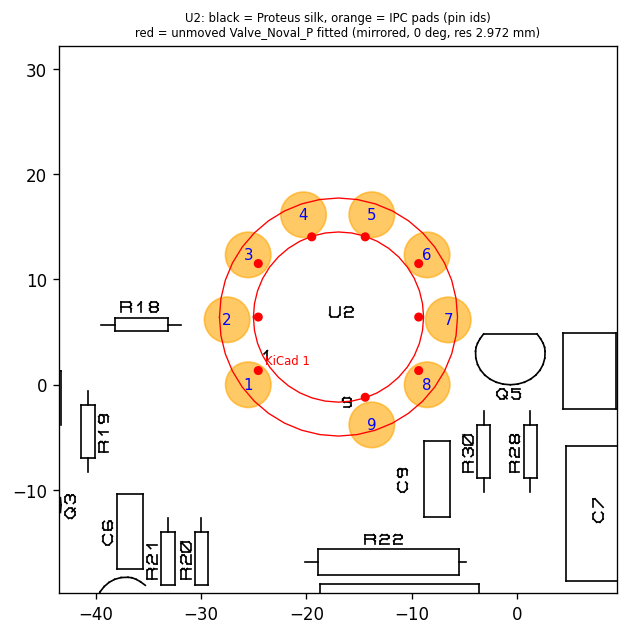 U2: black = Proteus silk, orange = IPC pads (pin ids)
red = unmoved Valve_Noval_P fitted (mirrored, 0 deg, res 2.972 mm)
30
20
10
0
−10
−40
−30
−20
−10
0
4
5
3
6
2
7
1
8
9
U2
1
KiCad 1
9
R18
R19
Q3
C6
R21
R20
R22
C9
R30
R28
Q5
C7